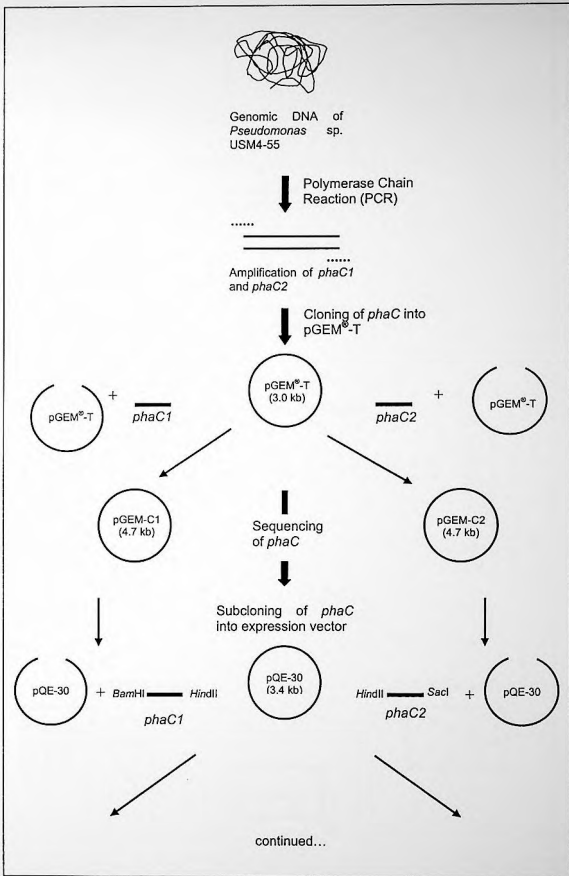 Genomic DNA of
Pseudomonas sp.
USM4-55
Polymerase Chain
Reaction (PCR)
Amplification of phaC1
and phaC2
Cloning of phaC into
pGEM®-T
pGEM®-T
+
phaC1
pGEM®-T
(3.0 kb)
phaC2
+
pGEM®-T
pGEM-C1
(4.7 kb)
Sequencing
of phaC
pGEM-C2
(4.7 kb)
Subcloning of phaC
into expression vector
pQE-30
+
BamHI
HindII
phaC1
pQE-30
(3.4 kb)
HindII
SacI
phaC2
+
pQE-30
continued...